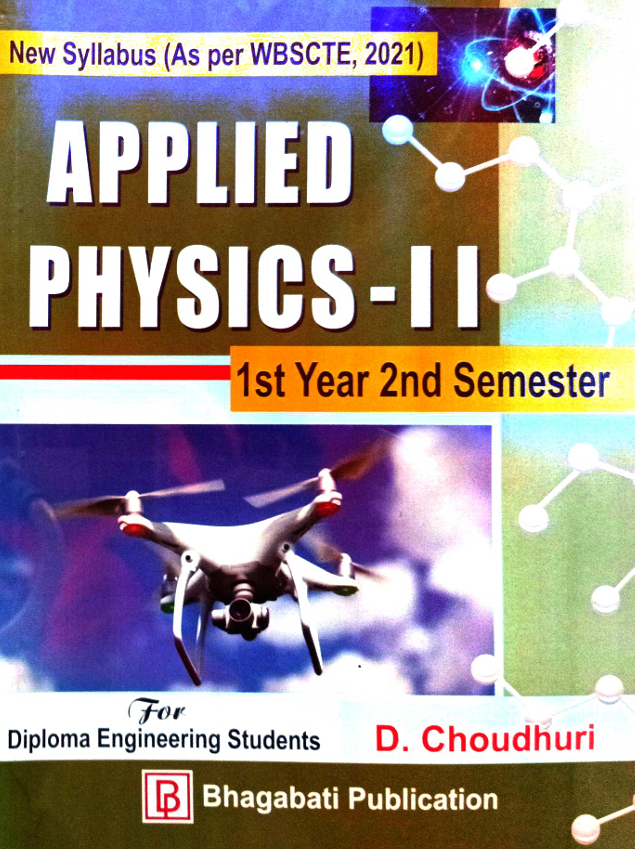 New Syllabus (As per WBSCTE, 2021)
APPLIED
PHYSICS-II
1st Year 2nd Semester
For
Diploma Engineering Students
D. Choudhuri
Bhagabati Publication